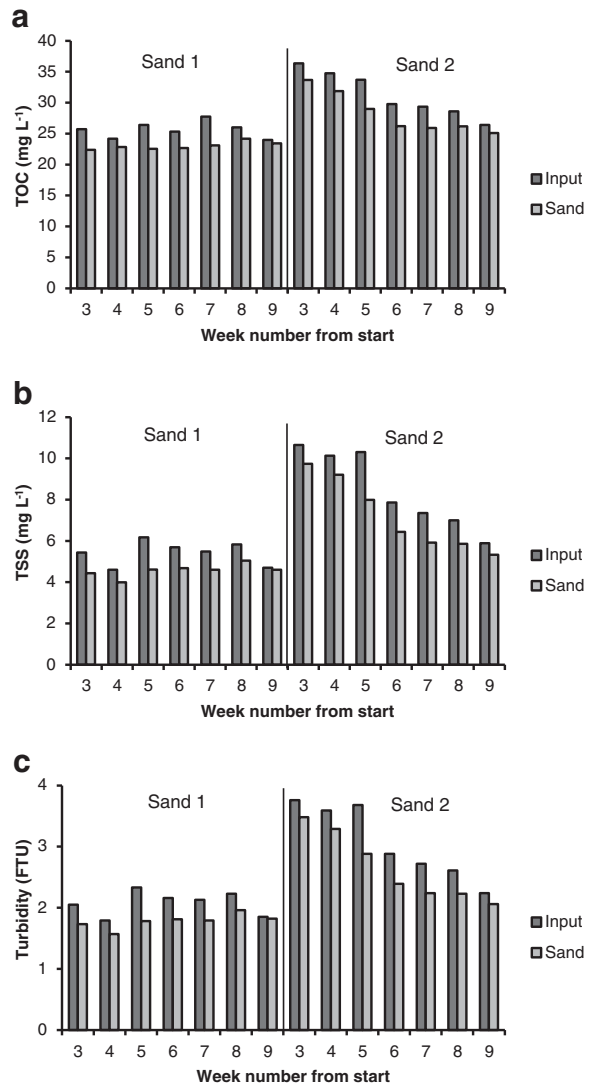 a
TOC (mg L-1)
40
35
30
25
20
15
10
5
0
Sand 1
Sand 2
3 4 5 6 7 8 9 3 4 5 6 7 8 9
Week number from start
Input
Sand
b
TSS (mg L-1)
12
10
8
6
4
2
0
Sand 1
Sand 2
3 4 5 6 7 8 9 3 4 5 6 7 8 9
Week number from start
Input
Sand
c
Turbidity (FTU)
4
3
2
1
0
Sand 1
Sand 2
3 4 5 6 7 8 9 3 4 5 6 7 8 9
Week number from start
Input
Sand